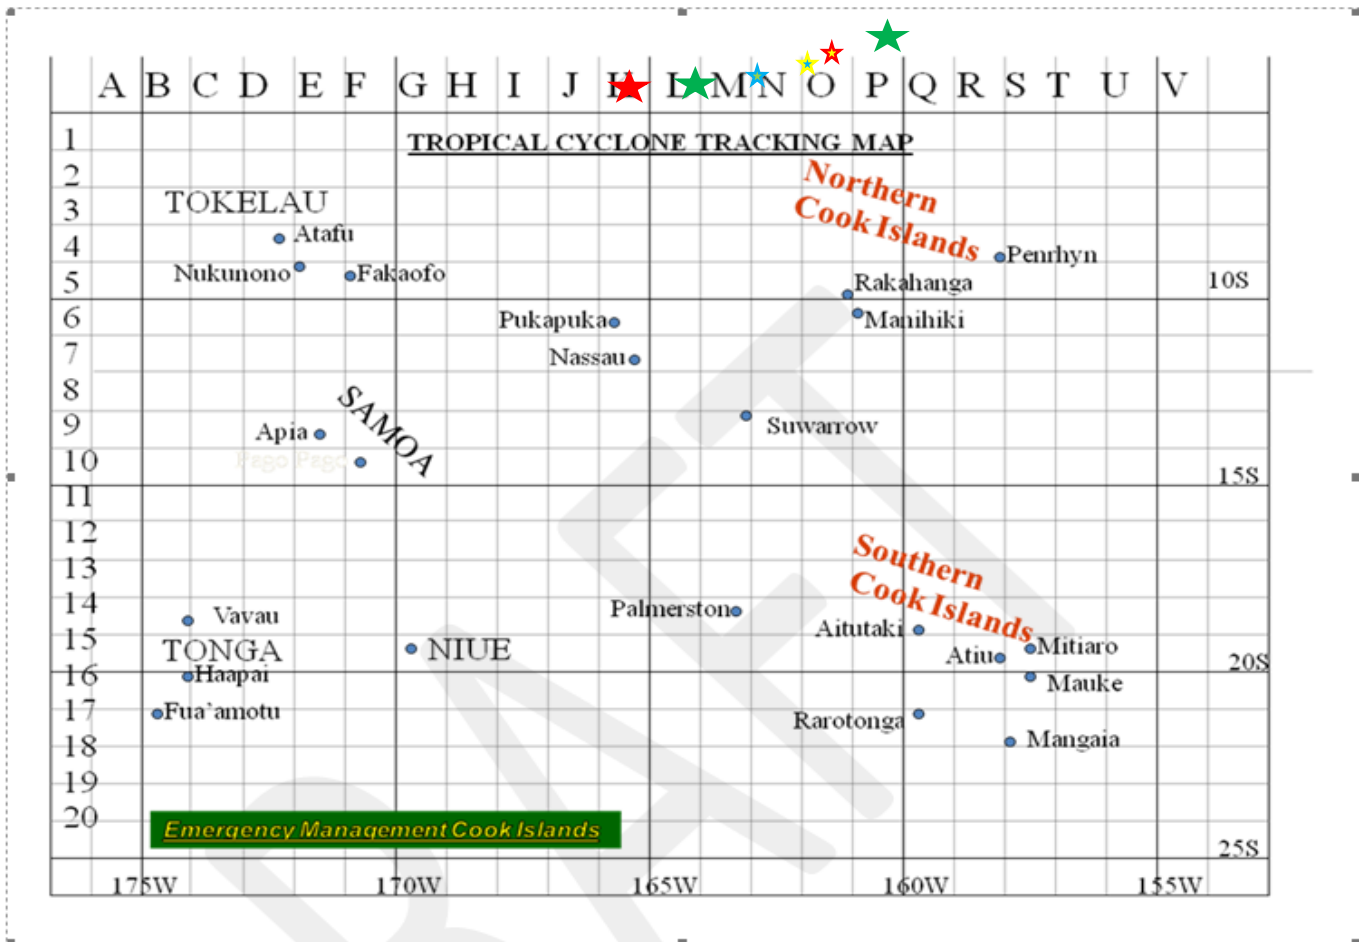 A B C D E F G H I J K L M N O P Q R S T U V
1
TROPICAL CYCLONE TRACKING MAP
2
Northern
Cook Islands
3
TOKELAU
4
Atafu
Penrhyn
5
Nukunono
Fakaofo
Rakahanga
10S
6
Pukapuka
Manihiki
7
Nassau
8
SAMOA
9
Apia
Suwarrow
10
Pago Pago
15S
11
12
13
Southern
Cook Islands
14
Vavau
Palmerston
Aitutaki
15
TONGA
NIUE
Atiu
Mitiaro
20S
16
Haapai
Mauke
17
Fua'amotu
Rarotonga
18
Mangaia
19
20
Emergency Management Cook Islands
25S
175W 170W 165W 160W 155W
DRAFT